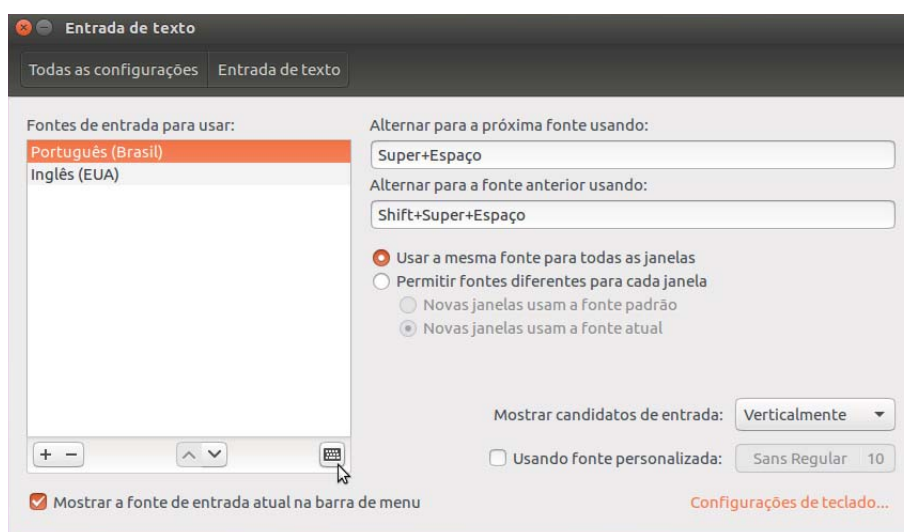 Entrada de texto
Todas as configurações Entrada de texto
Fontes de entrada para usar:
Português (Brasil)
Inglês (EUA)
Mostrar a fonte de entrada atual na barra de menu
Alternar para a próxima fonte usando:
Super+Espaço
Alternar para a fonte anterior usando:
Shift+Super+Espaço
Usar a mesma fonte para todas as janelas
Permitir fontes diferentes para cada janela
Novas janelas usam a fonte padrão
Novas janelas usam a fonte atual
Mostrar candidatos de entrada: Verticalmente
Usando fonte personalizada: Sans Regular 10
Configurações de teclado...